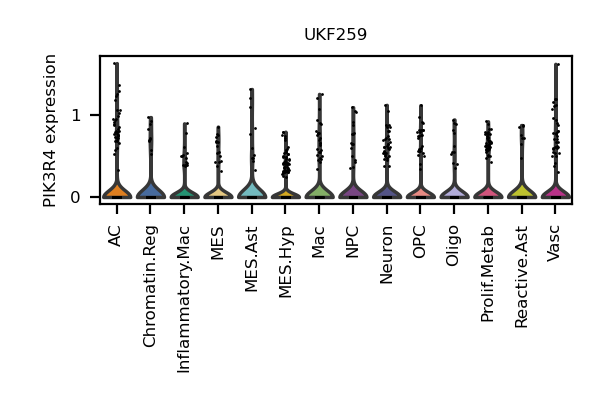 UKF259
PIK3R4 expression
1
0
AC
Chromatin.Reg
Inflammatory.Mac
MES
MES.Ast
MES.Hyp
Mac
NPC
Neuron
OPC
Oligo
Prolif.Metab
Reactive.Ast
Vasc